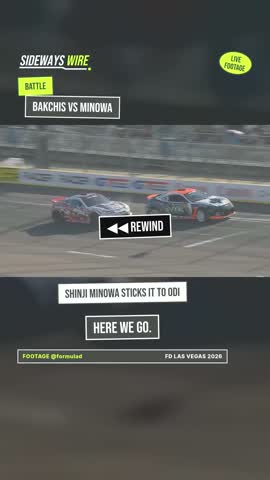 SIDEWAYS WIRE.
LIVE
FOOTAGE
BATTLE
BAKCHIS VS MINOWA
REWIND
SHINJI MINOWA STICKS IT TO ODI
HERE WE GO.
FOOTAGE @formulad
FD LAS VEGAS 2026